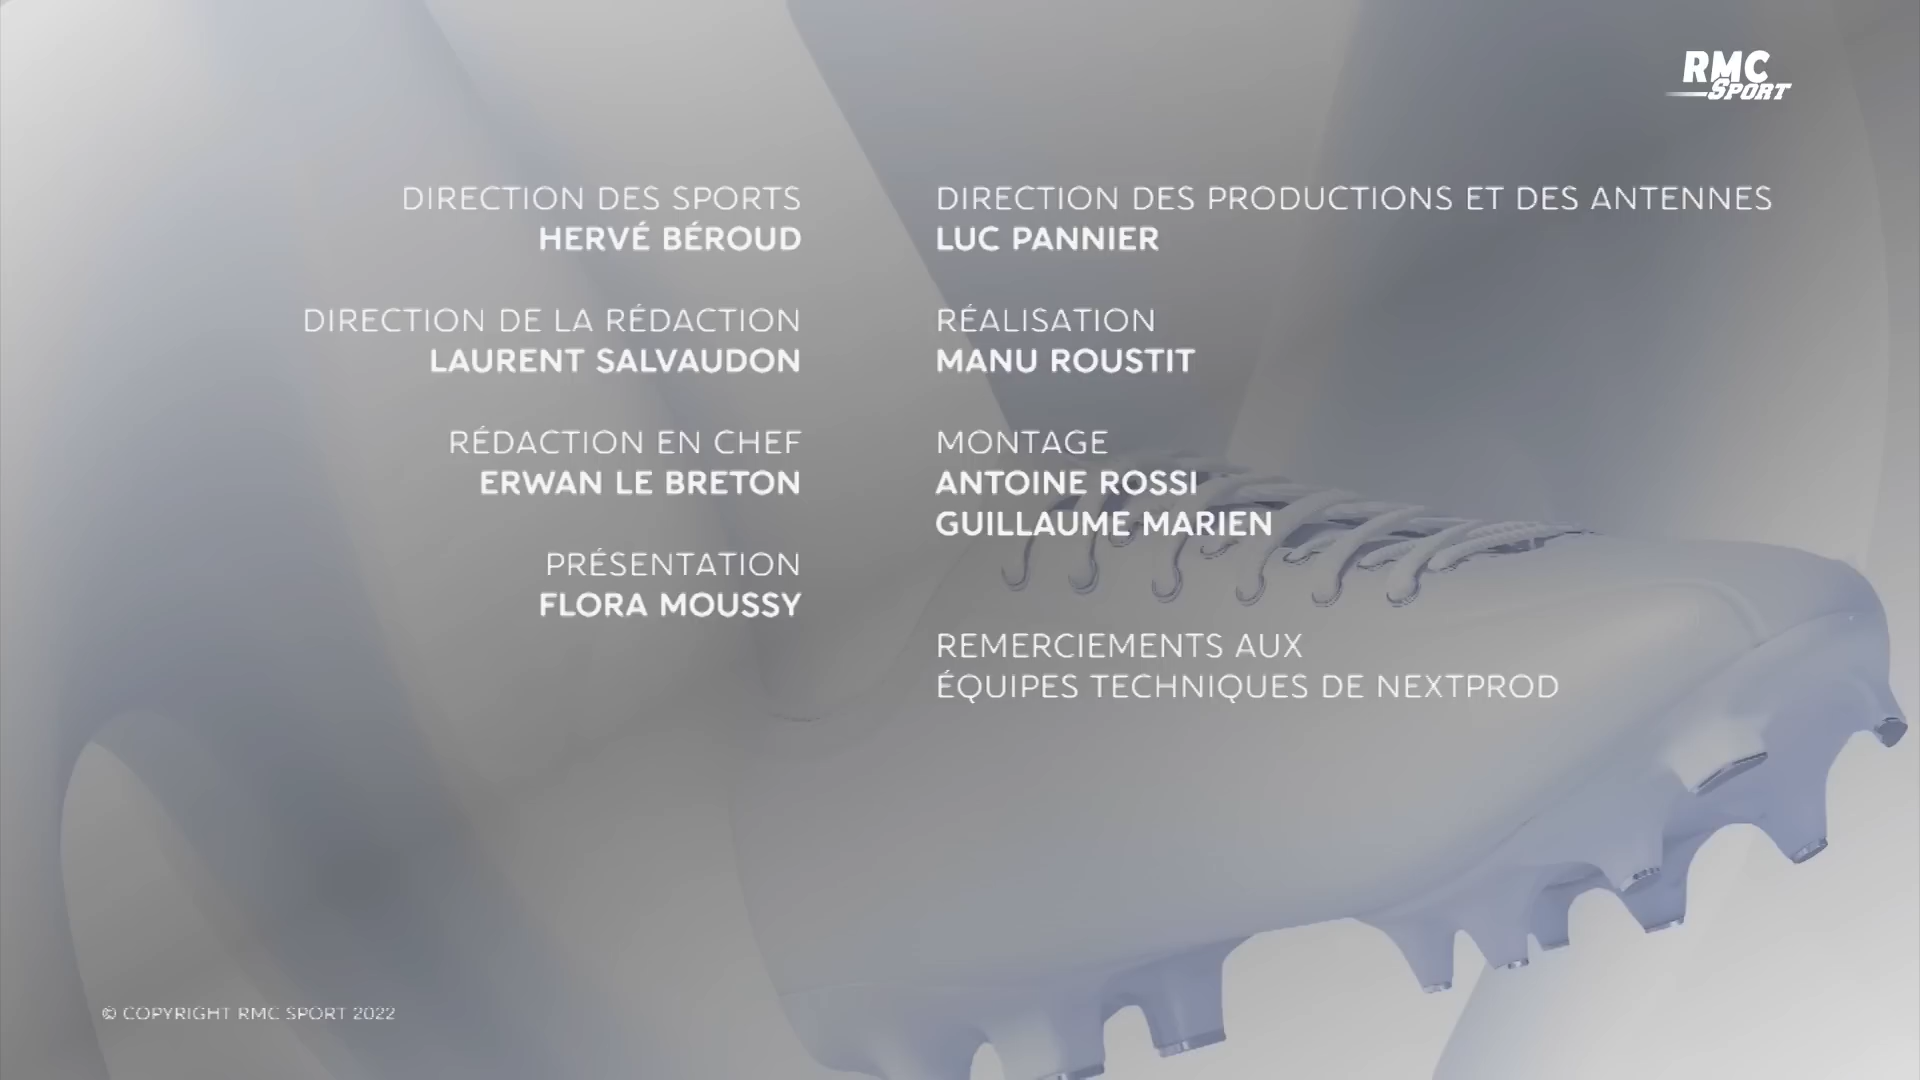 RMC
SPORT
DIRECTION DES SPORTS
HERVÉ BÉROUD
DIRECTION DE LA RÉDACTION
LAURENT SALVAUDON
RÉDACTION EN CHEF
ERWAN LE BRETON
PRÉSENTATION
FLORA MOUSSY
DIRECTION DES PRODUCTIONS ET DES ANTENNES
LUC PANNIER
RÉALISATION
MANU ROUSTIT
MONTAGE
ANTOINE ROSSI
GUILLAUME MARIEN
REMERCIEMENTS AUX
ÉQUIPES TECHNIQUES DE NEXTPROD
© COPYRIGHT RMC SPORT 2022